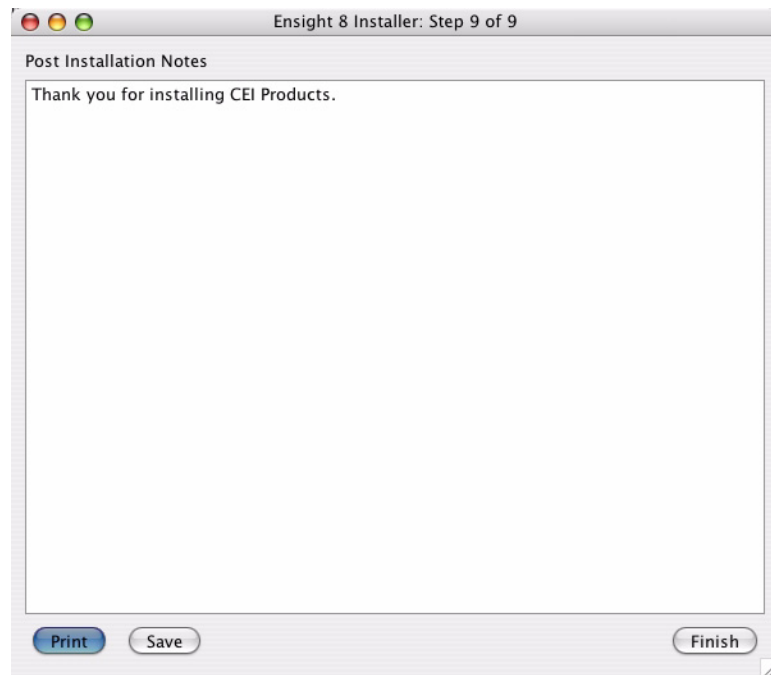 Ensight 8 Installer: Step 9 of 9
Post Installation Notes
Thank you for installing CEI Products.
Print Save Finish